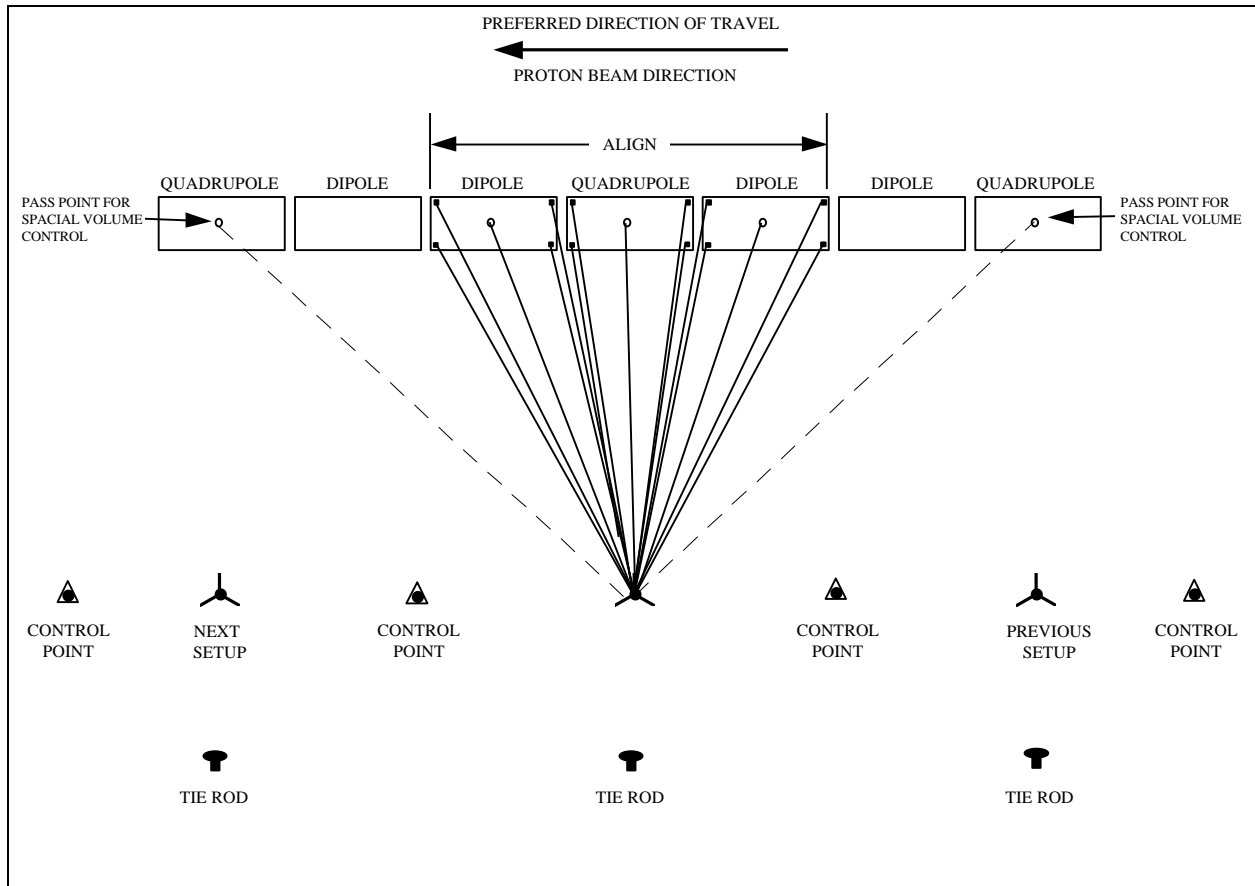 PREFERRED DIRECTION OF TRAVEL
PROTON BEAM DIRECTION
ALIGN
QUADRUPOLE
DIPOLE
DIPOLE
QUADRUPOLE
DIPOLE
DIPOLE
QUADRUPOLE
PASS POINT FOR
SPACIAL VOLUME
CONTROL
PASS POINT FOR
SPACIAL VOLUME
CONTROL
CONTROL
POINT
NEXT
SETUP
CONTROL
POINT
CONTROL
POINT
PREVIOUS
SETUP
CONTROL
POINT
TIE ROD
TIE ROD
TIE ROD